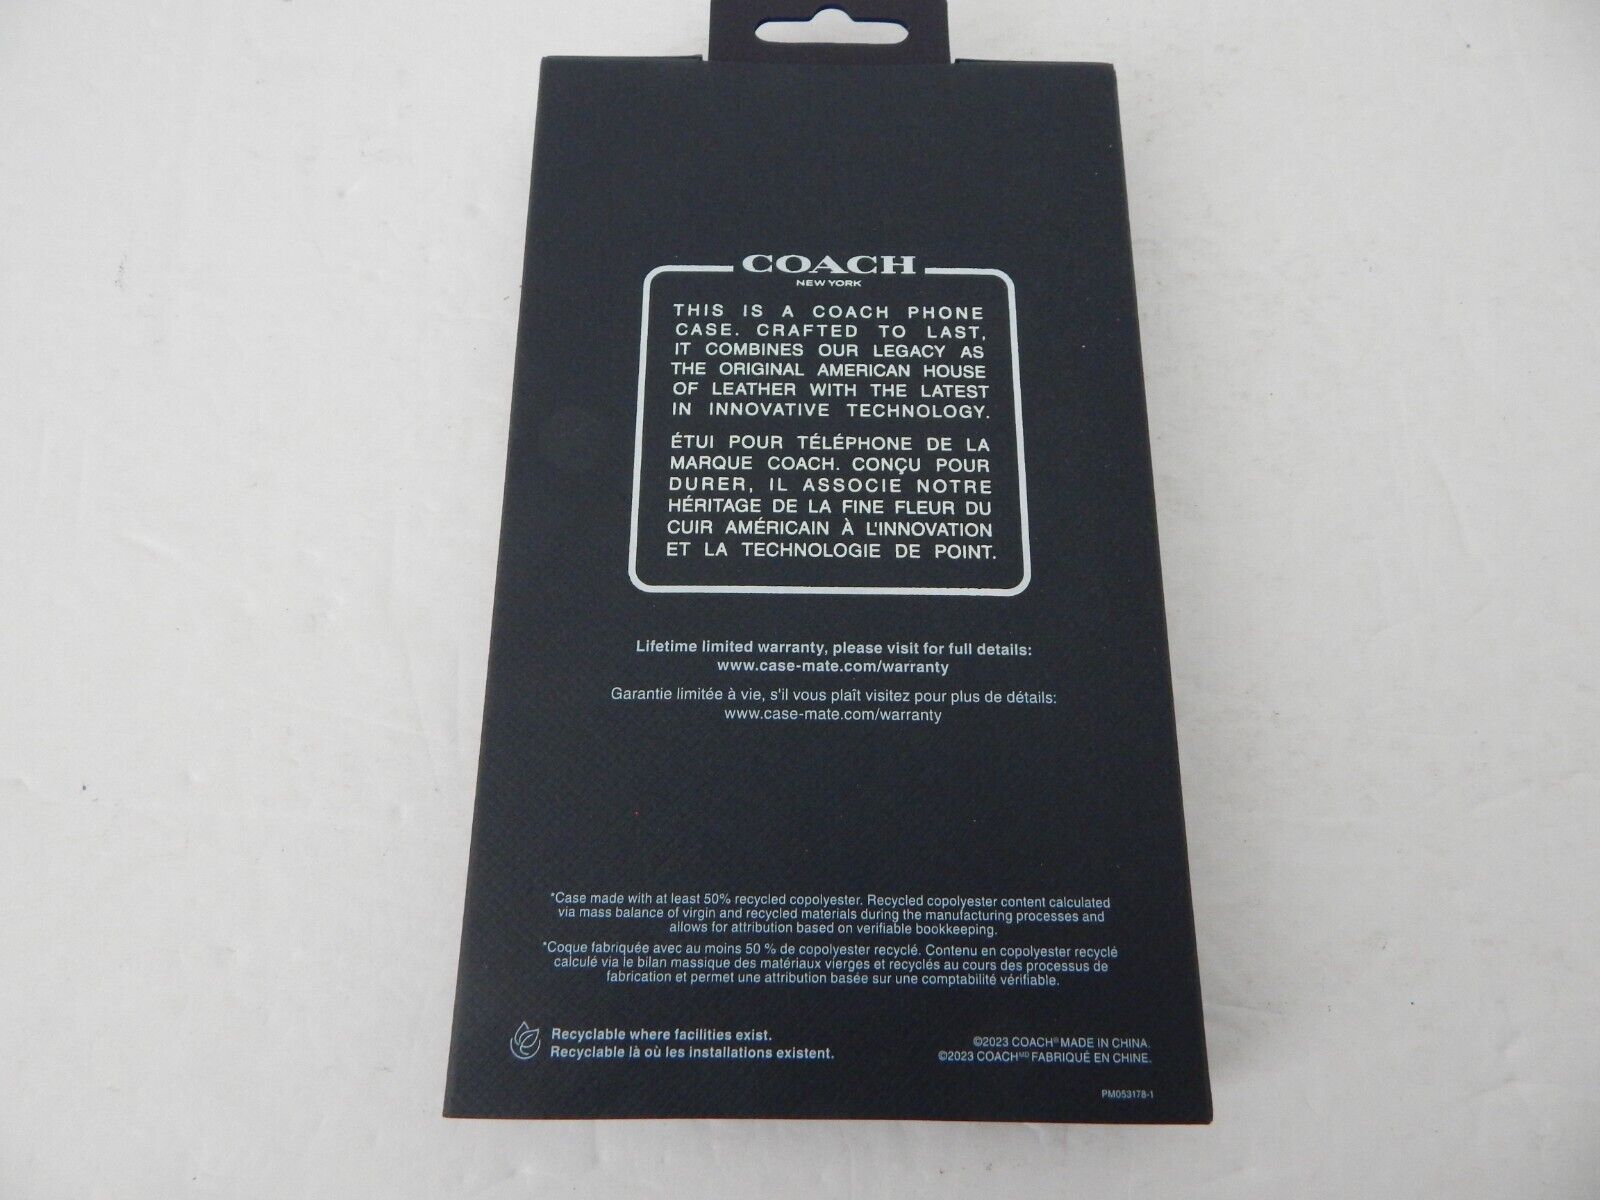 COACH
NEW YORK
THIS IS A COACH PHONE
CASE. CRAFTED TO LAST,
IT COMBINES OUR LEGACY AS
THE ORIGINAL AMERICAN HOUSE
OF LEATHER WITH THE LATEST
IN INNOVATIVE TECHNOLOGY.
ÉTUI POUR TÉLÉPHONE DE LA
MARQUE COACH. CONÇU POUR
DURER, IL ASSOCIE NOTRE
HÉRITAGE DE LA FINE FLEUR DU
CUIR AMÉRICAIN À L'INNOVATION
ET LA TECHNOLOGIE DE POINT.
Lifetime limited warranty, please visit for full details:
www.case-mate.com/warranty
Garantie limitée à vie, s'il vous plaît visitez pour plus de détails:
www.case-mate.com/warranty
*Case made with at least 50% recycled copolyester. Recycled copolyester content calculated
via mass balance of virgin and recycled materials during the manufacturing processes and
allows for attribution based on verifiable bookkeeping.
*Coque fabriquée avec au moins 50 % de copolyester recyclé. Contenu en copolyester recyclé
calculé via le bilan massique des matériaux vierges et recyclés au cours des processus de
fabrication et permet une attribution basée sur une comptabilité vérifiable.
Recyclable where facilities exist.
Recyclable là où les installations existent.
©2023 COACH® MADE IN CHINA.
©2023 COACHᴹᴰ FABRIQUÉ EN CHINE.
PM053178-1